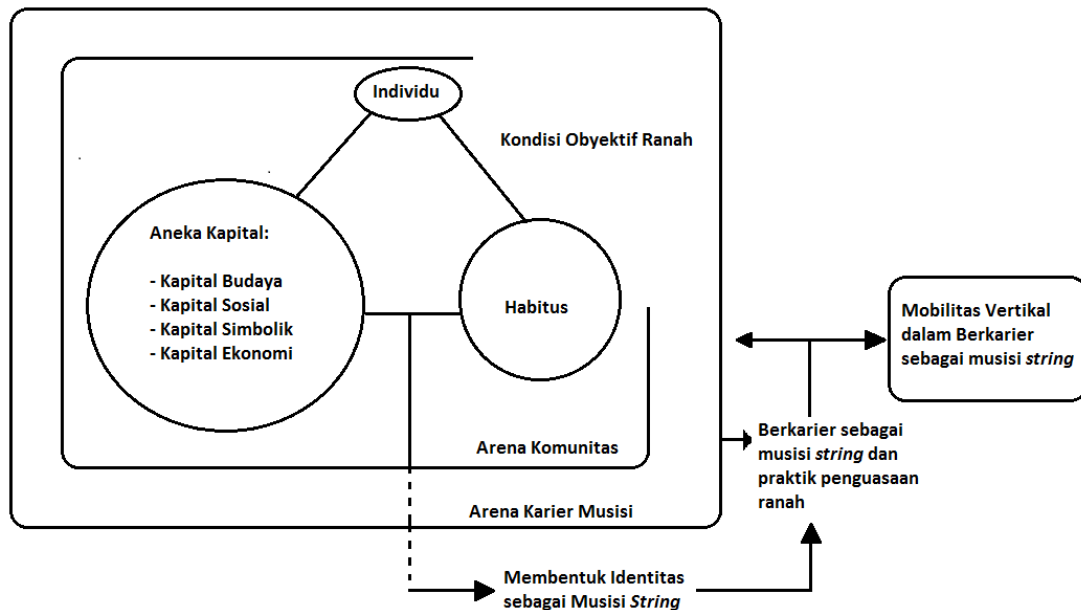 Individu
Kondisi Obyektif Ranah
Aneka Kapital:
- Kapital Budaya
- Kapital Sosial
- Kapital Simbolik
- Kapital Ekonomi
Habitus
Mobilitas Vertikal
dalam Berkarier
sebagai musisi string
Arena Komunitas
Berkarier sebagai
musisi string dan
praktik penguasaan
ranah
Arena Karier Musisi
Membentuk Identitas
sebagai Musisi String